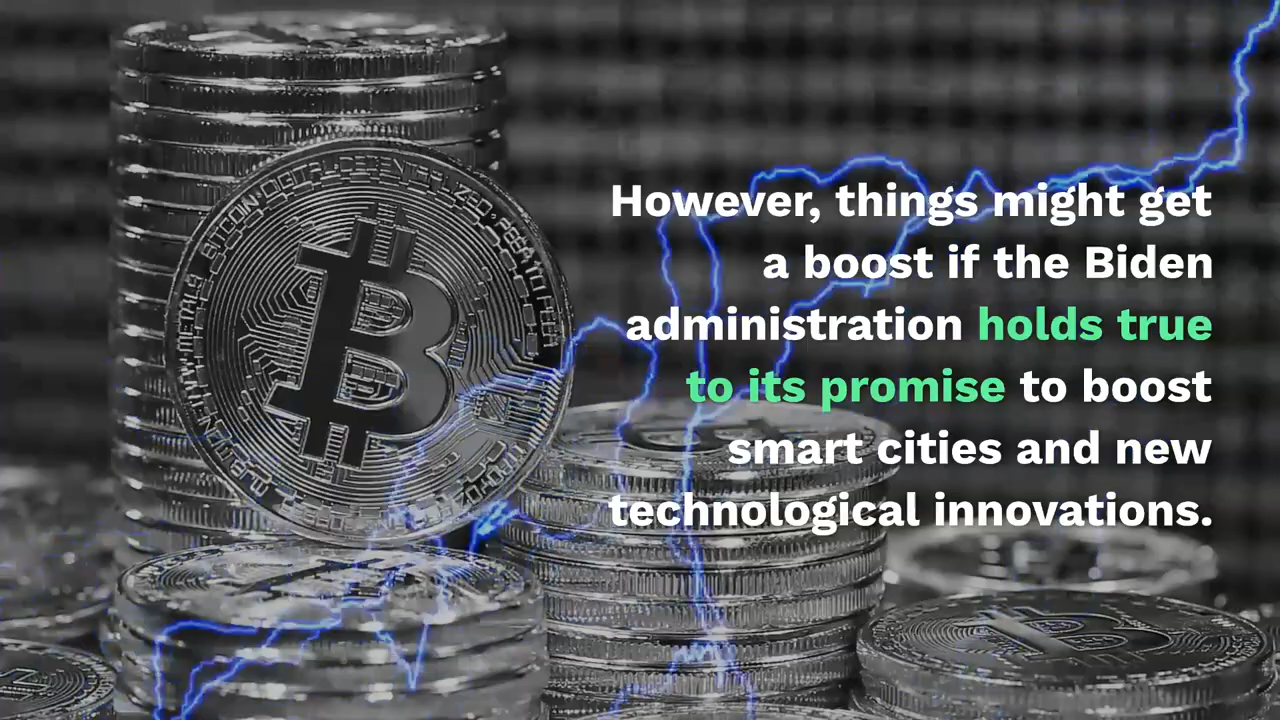 However, things might get
a boost if the Biden
administration holds true
to its promise to boost
smart cities and new
technological innovations.